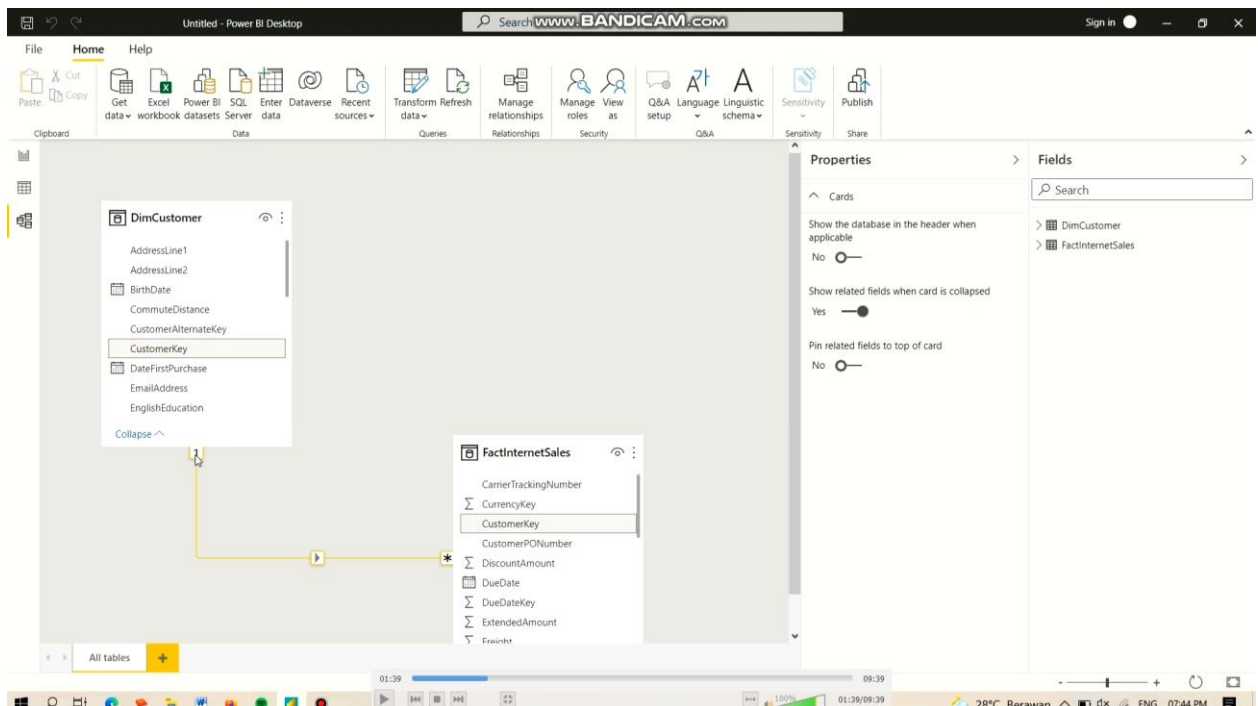 Untitled - Power BI Desktop
Search
www.BANDICAM.com
Sign in
File Home Help
Paste
Cut
Copy
Get data
Excel workbook
Power BI datasets
SQL Server
Enter data
Dataverse
Recent sources
Transform data
Refresh
Manage relationships
Manage roles
View as
Q&A setup
Language
Linguistic schema
Sensitivity
Publish
Clipboard
Data
Queries
Relationships
Security
Q&A
Sensitivity
Share
DimCustomer
AddressLine1
AddressLine2
BirthDate
CommuteDistance
CustomerAlternateKey
CustomerKey
DateFirstPurchase
EmailAddress
EnglishEducation
Collapse
1
*
FactInternetSales
CarrierTrackingNumber
CurrencyKey
CustomerKey
CustomerPONumber
DiscountAmount
DueDate
DueDateKey
ExtendedAmount
Freight
Properties
Cards
Show the database in the header when
applicable
No
Show related fields when card is collapsed
Yes
Pin related fields to top of card
No
Fields
Search
DimCustomer
FactInternetSales
All tables
+
01:39
09:39
- +
100%
01:39/09:39
28°C Berawan
ENG
07:44 PM